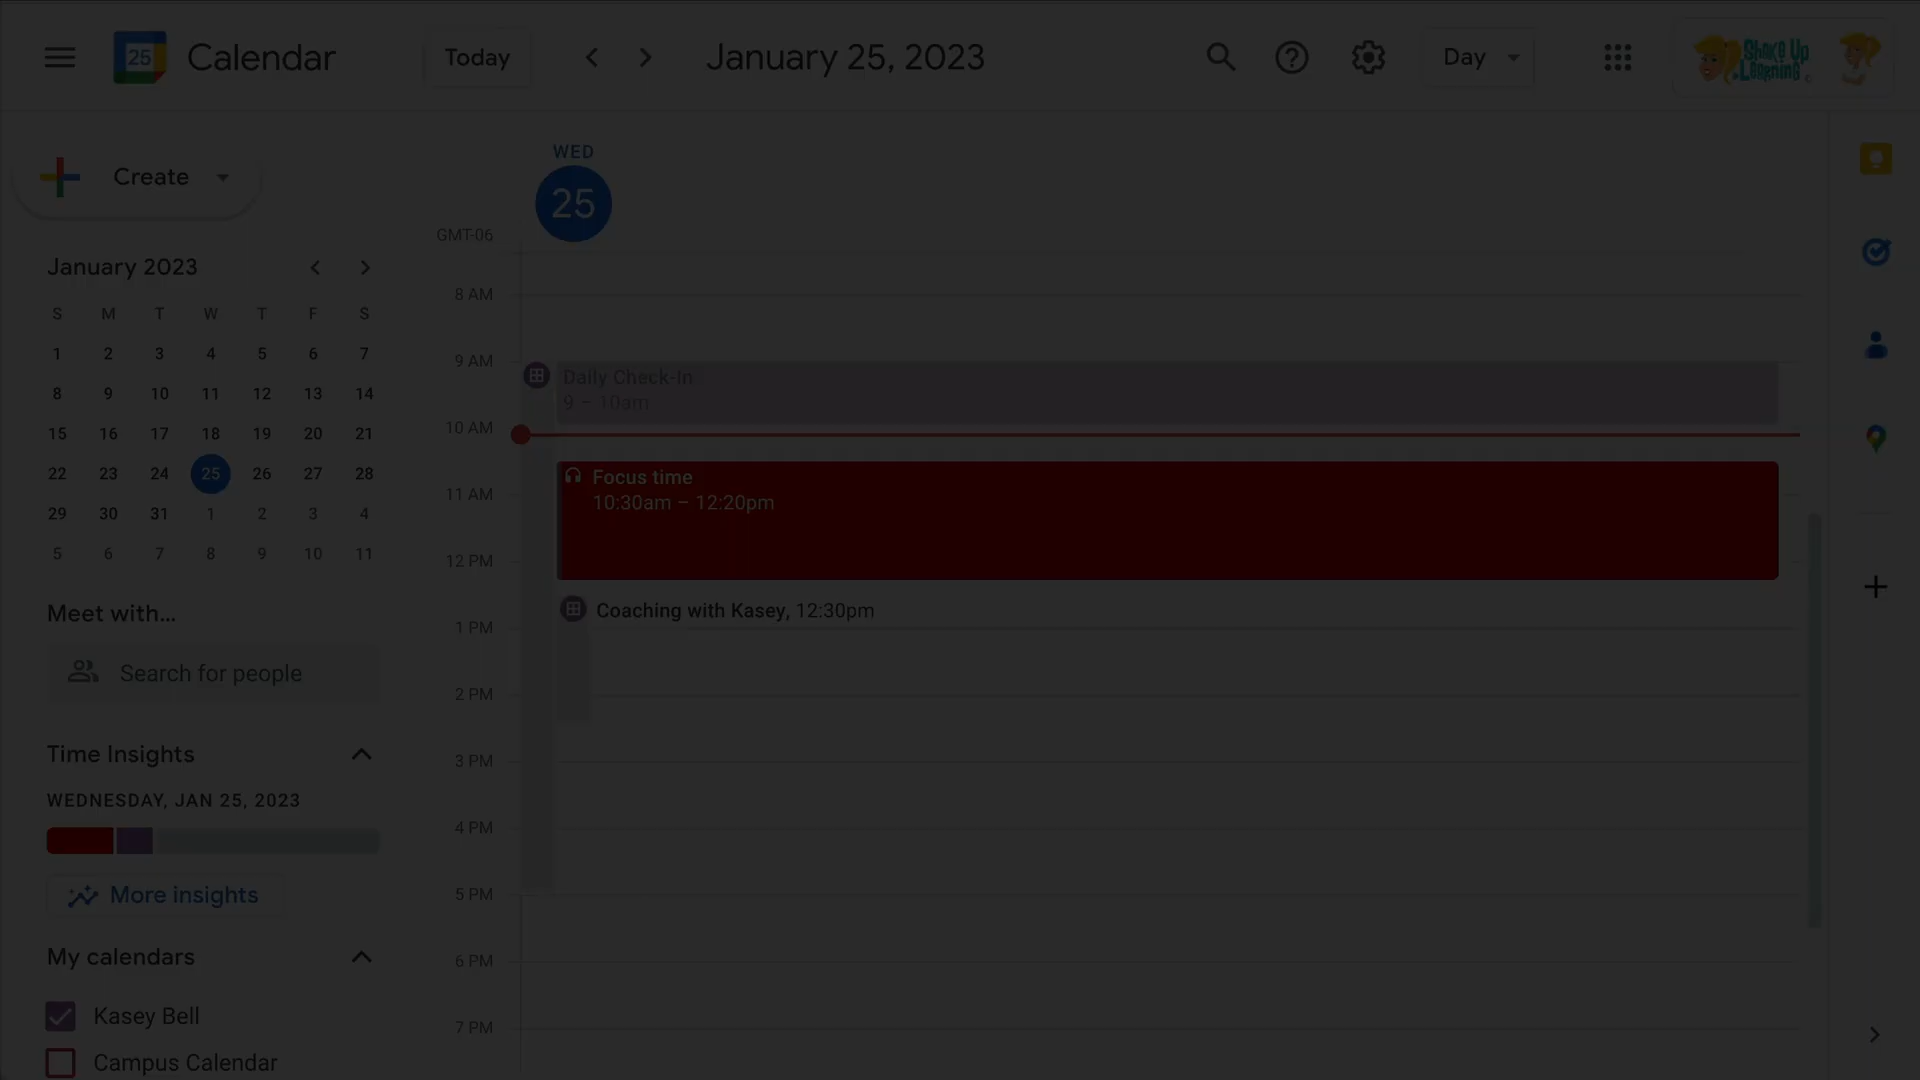 25 Calendar
Today
January 25, 2023
Day
Shake Up
Learning
Create
WED
25
GMT-06
January 2023
S M T W T F S
1 2 3 4 5 6 7
8 9 10 11 12 13 14
15 16 17 18 19 20 21
22 23 24 25 26 27 28
29 30 31 1 2 3 4
5 6 7 8 9 10 11
Meet with...
Search for people
Time Insights
WEDNESDAY, JAN 25, 2023
More insights
My calendars
Kasey Bell
Campus Calendar
8 AM
9 AM
Daily Check-In
9 – 10am
10 AM
Focus time
10:30am – 12:20pm
11 AM
12 PM
Coaching with Kasey, 12:30pm
1 PM
2 PM
3 PM
4 PM
5 PM
6 PM
7 PM